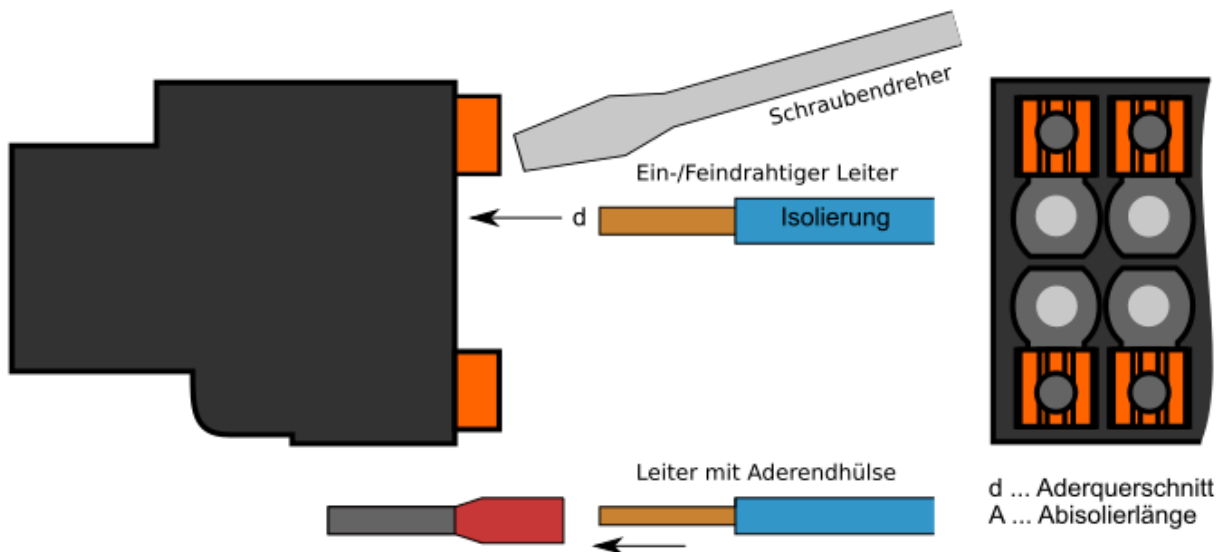 Schraubendreher
Ein-/Feindrahtiger Leiter
d
Isolierung
Leiter mit Aderendhülse
d ... Aderquerschnitt
A ... Abisolierlänge